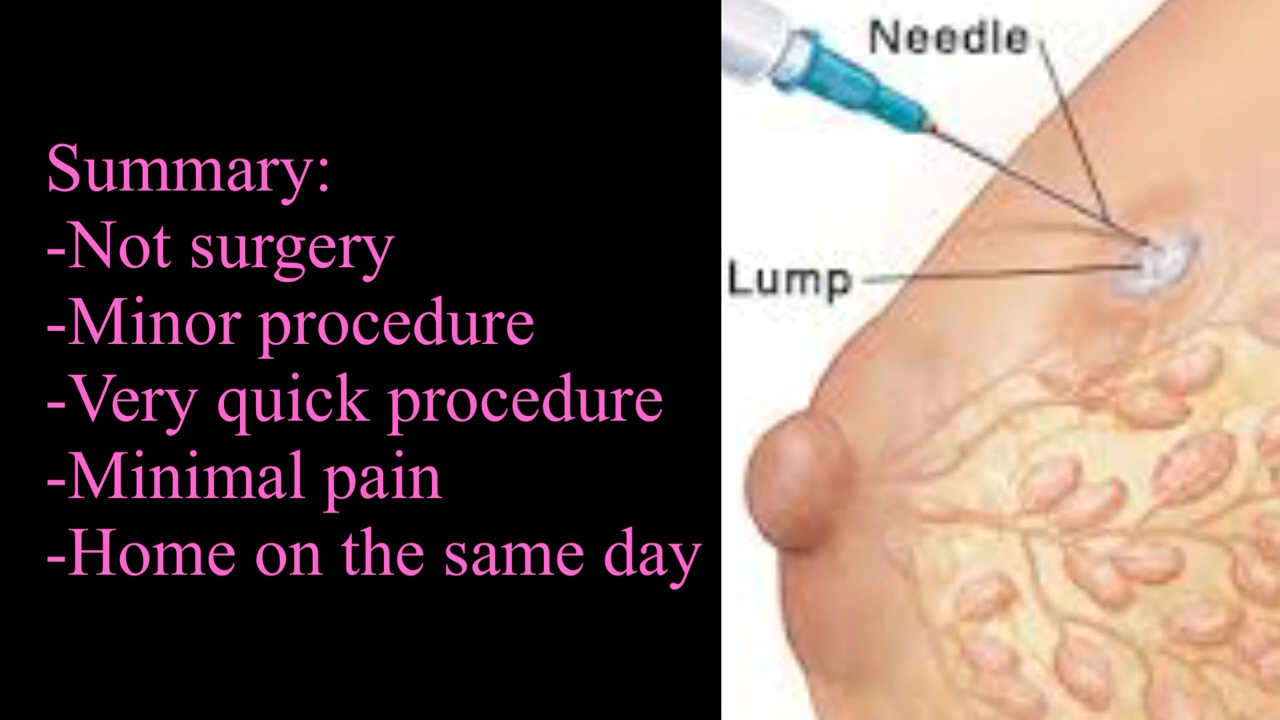 Summary:
-Not surgery
-Minor procedure
-Very quick procedure
-Minimal pain
-Home on the same day
Needle
Lump